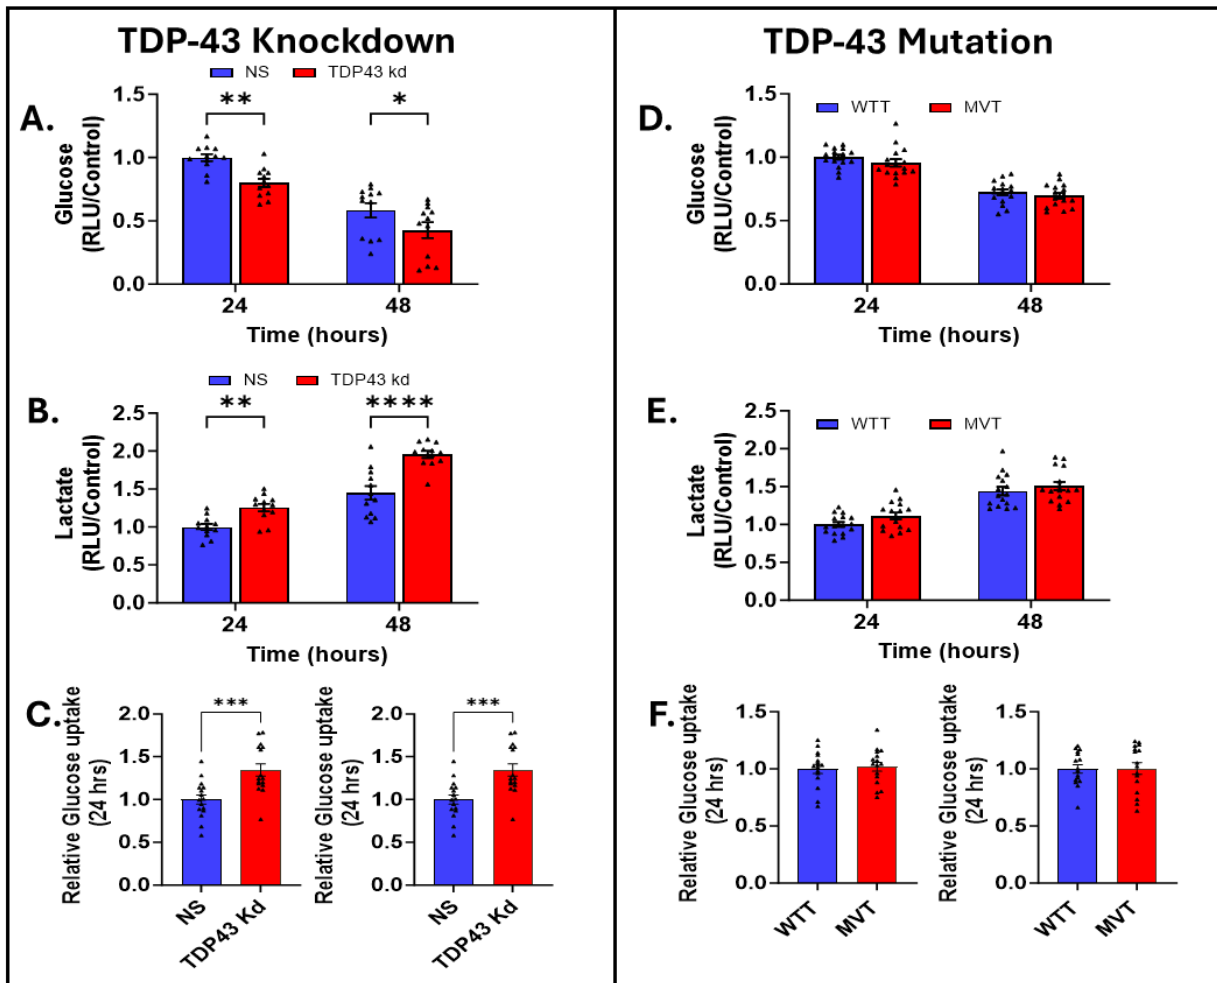 TDP-43 Knockdown
NS TDP43 kd
A.
Glucose
(RLU/Control)
1.5
1.0
0.5
0.0
** *
24 48
Time (hours)
NS TDP43 kd
B.
Lactate
(RLU/Control)
2.5
2.0
1.5
1.0
0.5
0.0
** ****
24 48
Time (hours)
C.
Relative Glucose uptake
(24 hrs)
2.0
1.5
1.0
0.5
0.0
***
NS
TDP43 Kd
Relative Glucose uptake
(24 hrs)
2.0
1.5
1.0
0.5
0.0
***
NS
TDP43 Kd
TDP-43 Mutation
D.
WTT MVT
Glucose
(RLU/Control)
1.5
1.0
0.5
0.0
24 48
Time (hours)
E.
WTT MVT
Lactate
(RLU/Control)
2.5
2.0
1.5
1.0
0.5
0.0
24 48
Time (hours)
F.
Relative Glucose uptake
(24 hrs)
1.5
1.0
0.5
0.0
WTT
MVT
Relative Glucose uptake
(24 hrs)
1.5
1.0
0.5
0.0
WTT
MVT